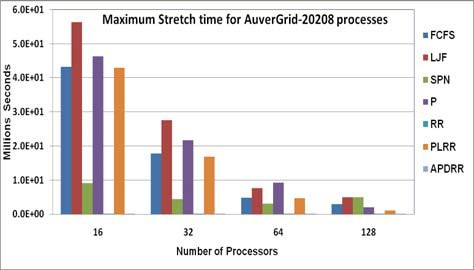 Maximum Stretch time for AuverGrid-20208 processes
6.0E+01
5.0E+01
4.0E+01
3.0E+01
2.0E+01
1.0E+01
0.0E+00
Millions Seconds
16
32
64
128
Number of Processors
FCFS
LJF
SPN
P
RR
PLRR
APDRR